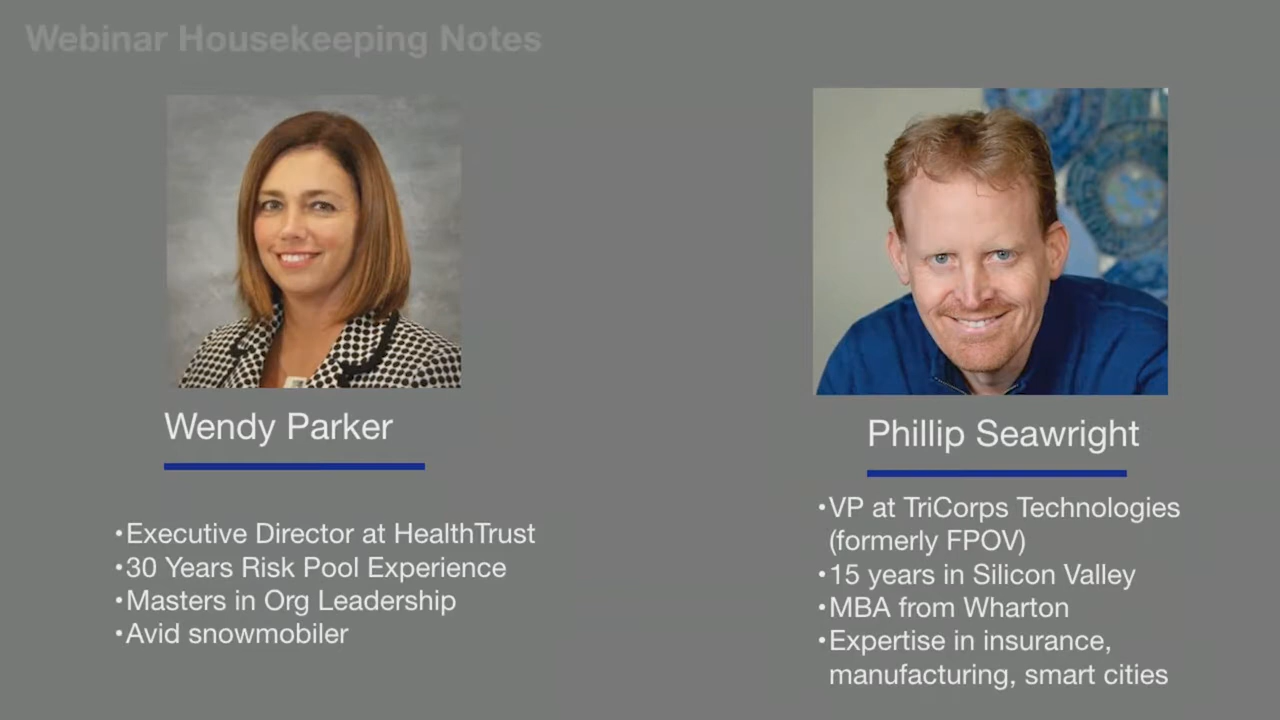 Webinar Housekeeping Notes
Wendy Parker
•Executive Director at HealthTrust
•30 Years Risk Pool Experience
•Masters in Org Leadership
•Avid snowmobiler
Phillip Seawright
•VP at TriCorps Technologies
(formerly FPOV)
•15 years in Silicon Valley
•MBA from Wharton
•Expertise in insurance,
manufacturing, smart cities